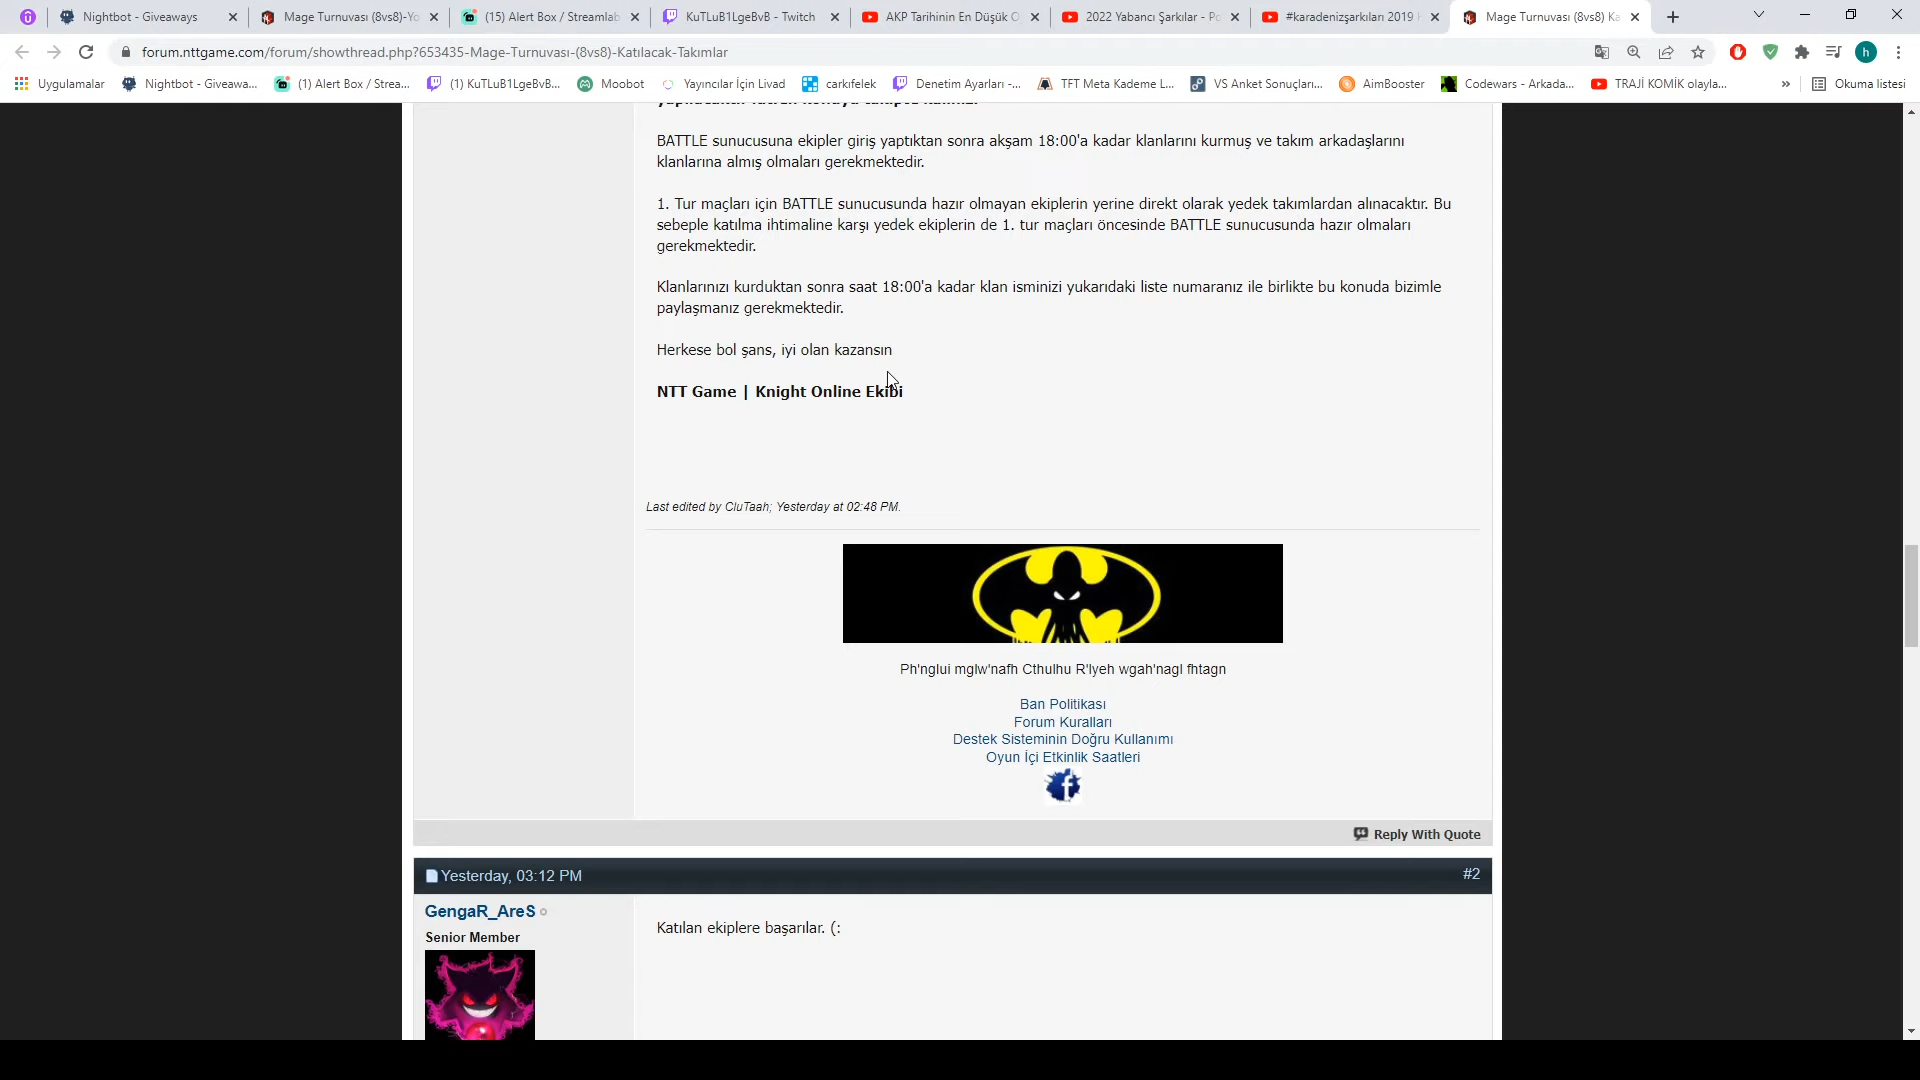 Nightbot - Giveaways
Mage Turnuvası (8vs8)-Yo
(15) Alert Box / Streamlab
KuTLuB1LgeBvB - Twitch
AKP Tarihinin En Düşük O
2022 Yabancı Şarkılar - Po
#karadenizşarkıları 2019 H
Mage Turnuvası (8vs8) Ka
forum.nttgame.com/forum/showthread.php?653435-Mage-Turnuvası-(8vs8)-Katılacak-Takımlar
h
Uygulamalar
Nightbot - Giveawa...
(1) Alert Box / Strea...
(1) KuTLuB1LgeBvB...
Moobot
Yayıncılar İçin Livad
carkıfelek
Denetim Ayarları -...
TFT Meta Kademe L...
VS Anket Sonuçları...
AimBooster
Codewars - Arkada...
TRAJİ KOMİK olayla...
»
Okuma listesi
BATTLE sunucusuna ekipler giriş yaptıktan sonra akşam 18:00'a kadar klanlarını kurmuş ve takım arkadaşlarını
klanlarına almış olmaları gerekmektedir.
1. Tur maçları için BATTLE sunucusunda hazır olmayan ekiplerin yerine direkt olarak yedek takımlardan alınacaktır. Bu
sebeple katılma ihtimaline karşı yedek ekiplerin de 1. tur maçları öncesinde BATTLE sunucusunda hazır olmaları
gerekmektedir.
Klanlarınızı kurduktan sonra saat 18:00'a kadar klan isminizi yukarıdaki liste numaranız ile birlikte bu konuda bizimle
paylaşmanız gerekmektedir.
Herkese bol şans, iyi olan kazansın
NTT Game | Knight Online Ekibi
Last edited by CluTaah; Yesterday at 02:48 PM.
Ph'nglui mglw'nafh Cthulhu R'lyeh wgah'nagl fhtagn
Ban Politikası
Forum Kuralları
Destek Sisteminin Doğru Kullanımı
Oyun İçi Etkinlik Saatleri
Reply With Quote
Yesterday, 03:12 PM
#2
GengaR_AreS
Senior Member
Katılan ekiplere başarılar. (: